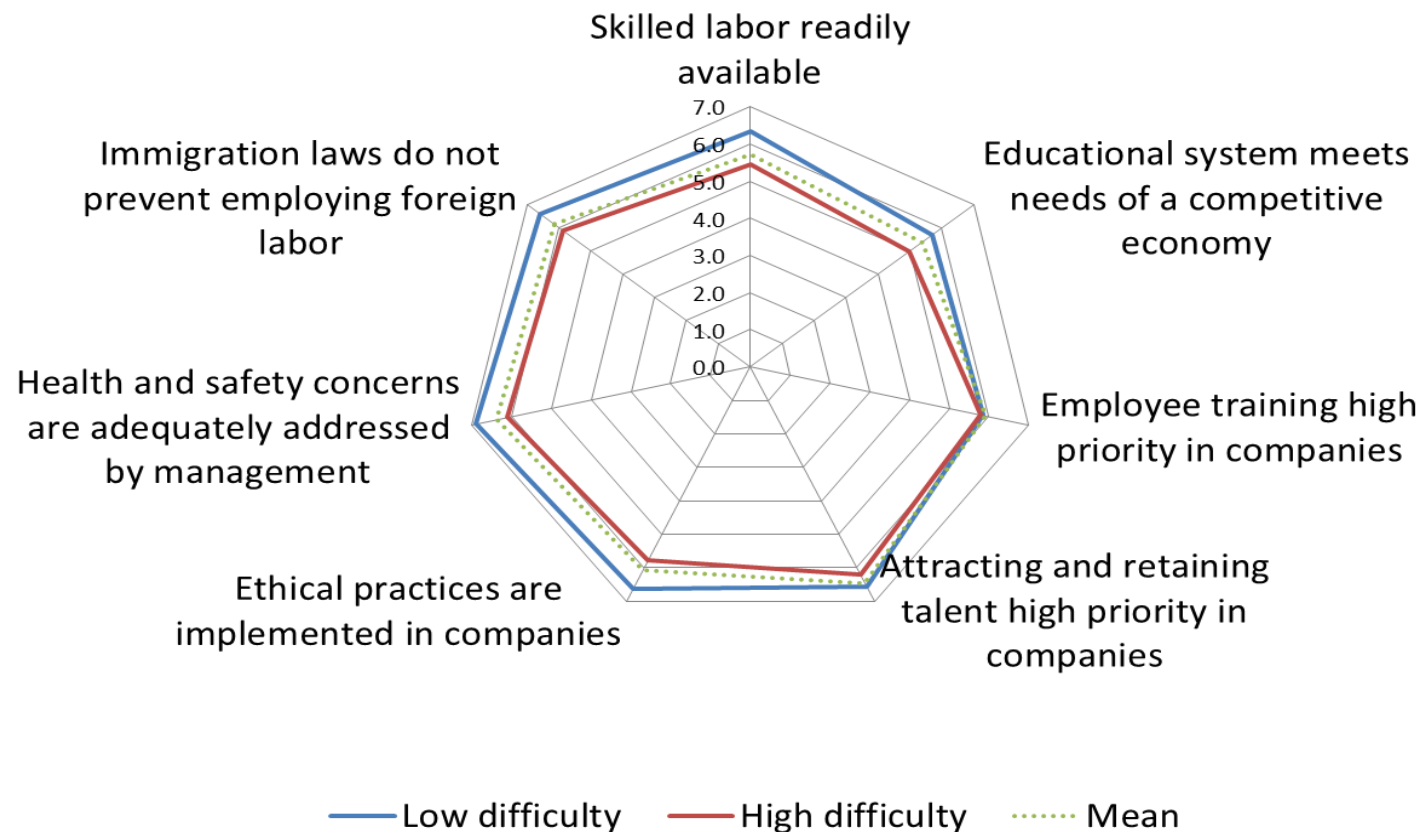 Skilled labor readily
available
7.0
6.0
5.0
4.0
3.0
2.0
1.0
0.0
Educational system meets
needs of a competitive
economy
Employee training high
priority in companies
Attracting and retaining
talent high priority in
companies
Ethical practices are
implemented in companies
Health and safety concerns
are adequately addressed
by management
Immigration laws do not
prevent employing foreign
labor
Low difficulty
High difficulty
Mean